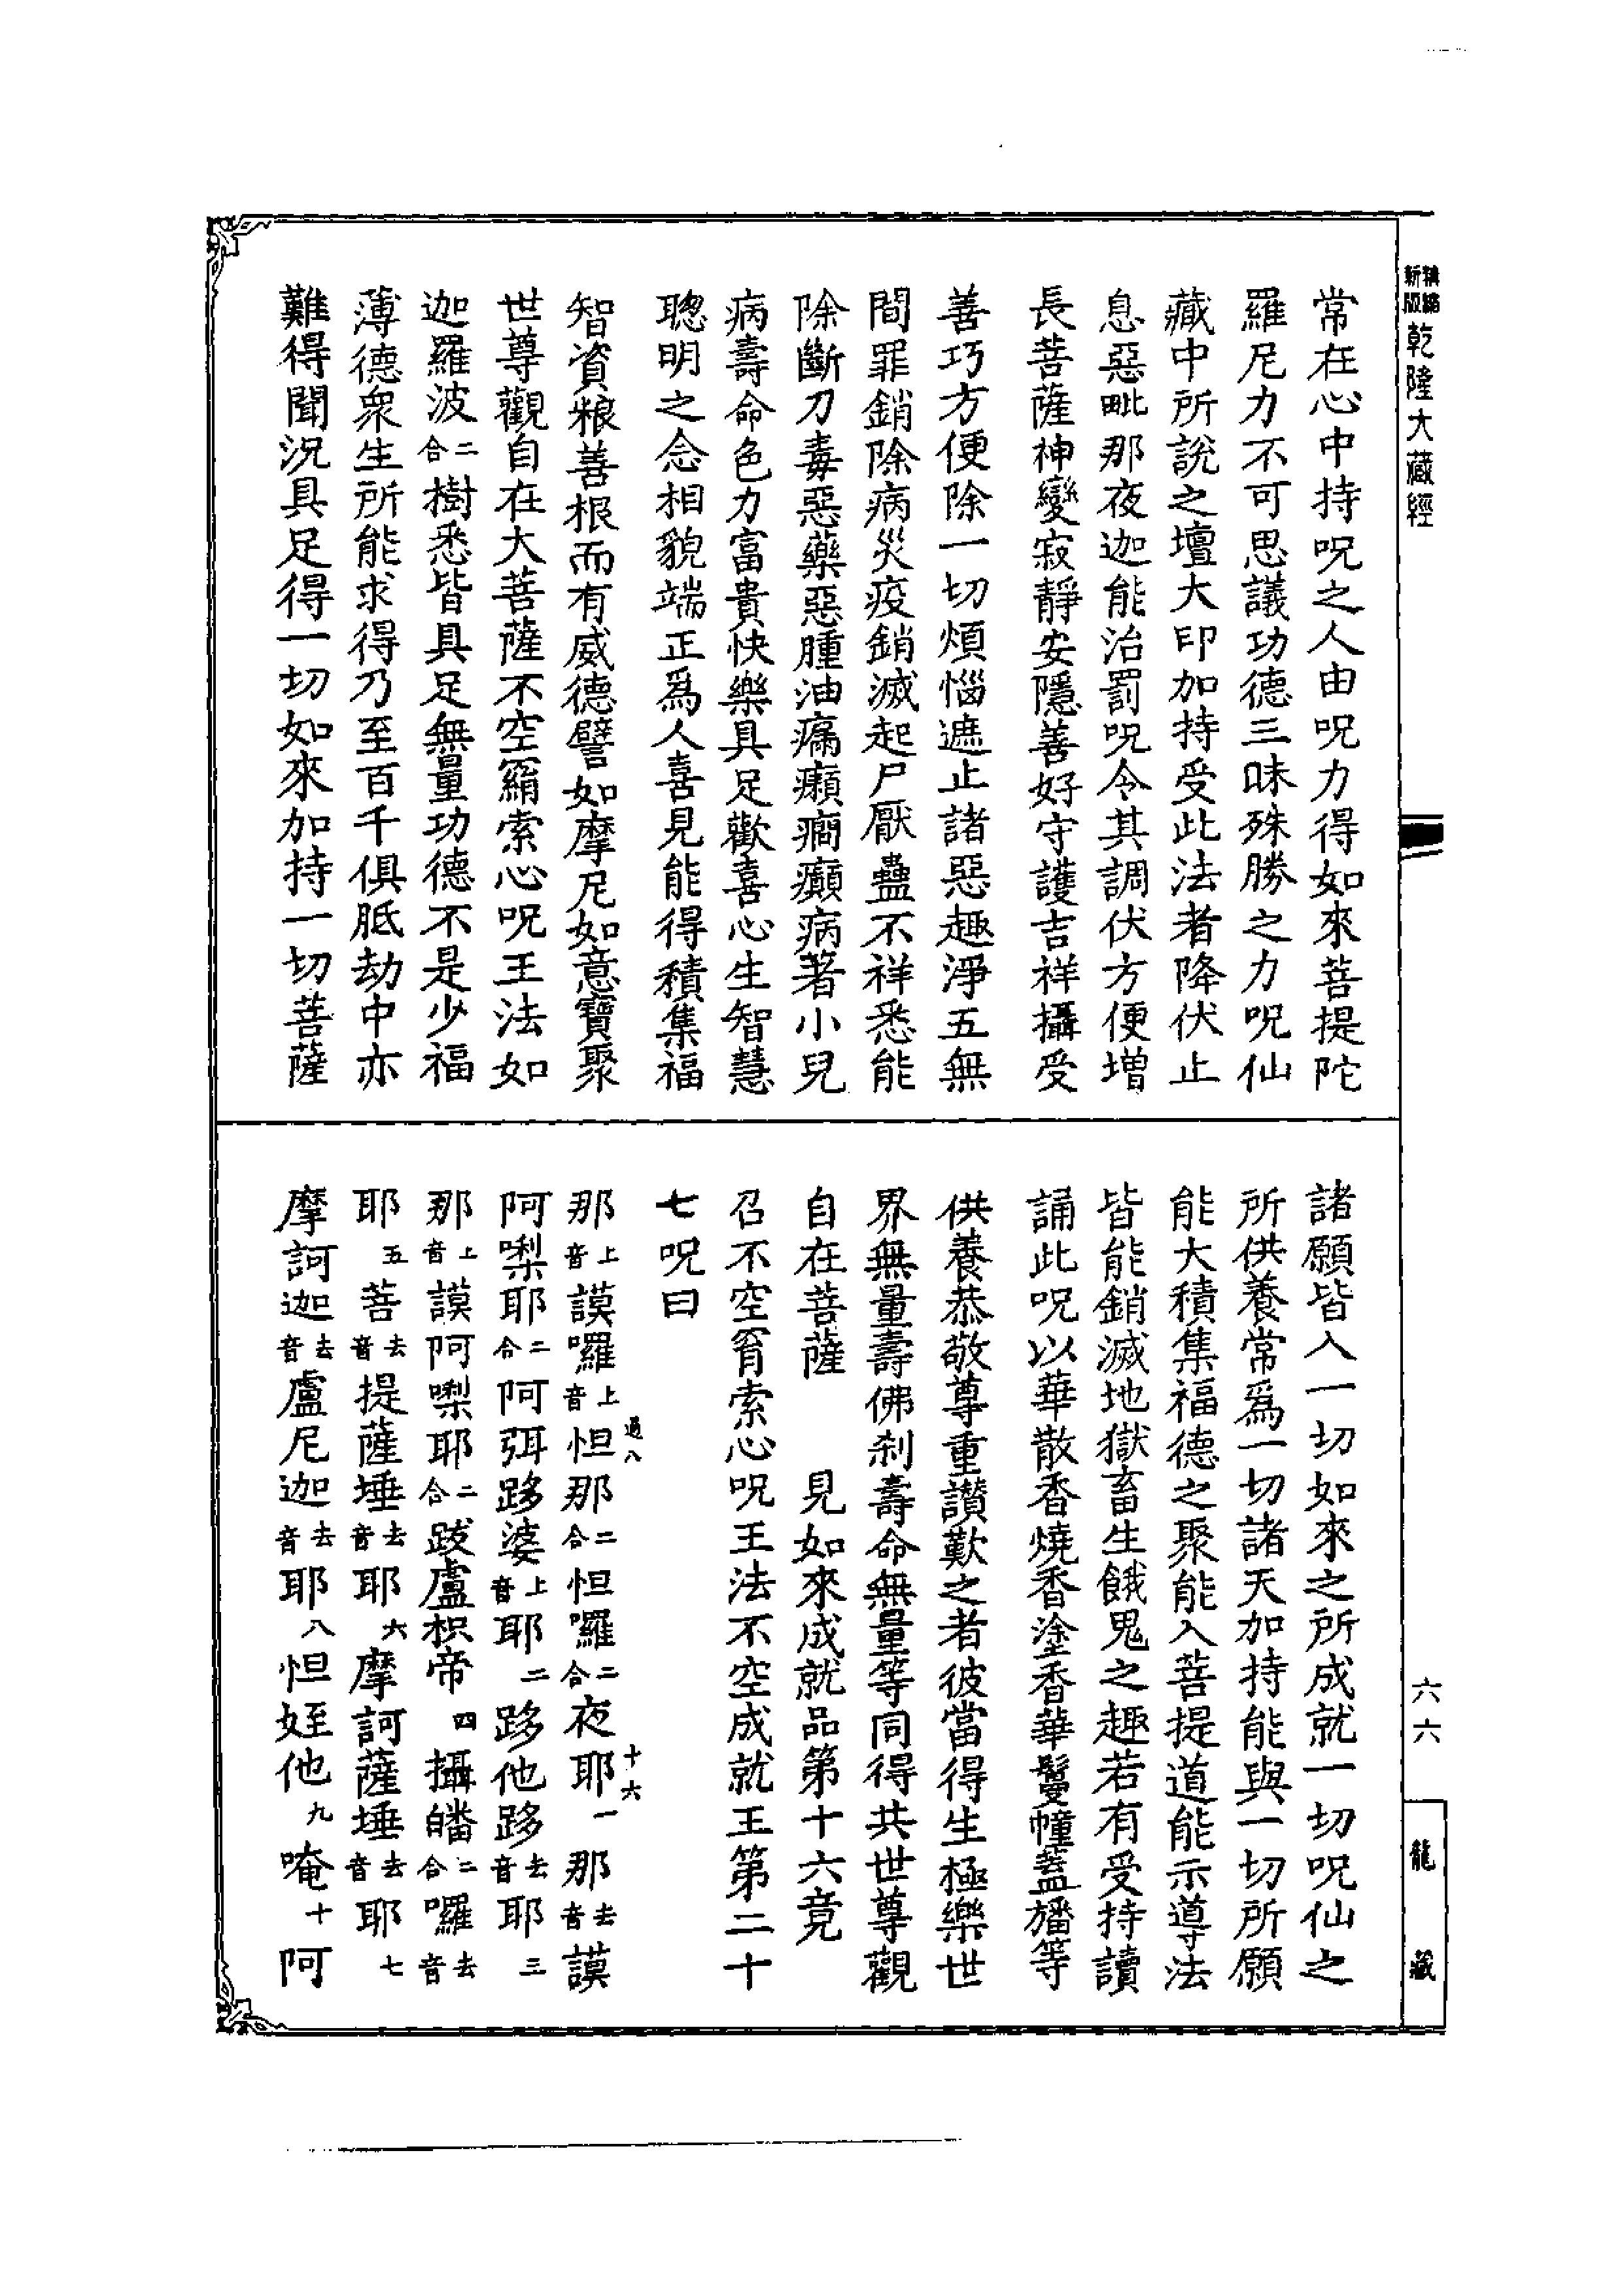 精編新版乾隆大藏經
常在心中持呪之人由呪力得如來菩提陀
羅尼力不可思議功德三昧殊勝之力呪仙
藏中所說之壇大印加持受此法者降伏止
息惡毗那夜迦能治罰呪令其調伏方便增
長菩薩神變寂靜安隱善好守護吉祥攝受
善巧方便除一切煩惱遮止諸惡趣淨五無
間罪銷除病災疫銷滅起尸厭蠱不祥悉能
除斷刀毒惡藥惡腫油痛癩癎癲病著小兒
病壽命色力富貴快樂具足歡喜心生智慧
聰明之念相貌端正爲人喜見能得積集福
智資粮善根而有威德譬如摩尼如意寶聚
世尊觀自在大菩薩不空羂索心呪王法如
迦羅波二合樹悉皆具足無量功德不是少福
薄德衆生所能求得乃至百千俱胝劫中亦
難得聞況具足得一切如來加持一切菩薩
諸願皆入一切如來之所成就一切呪仙之
所供養常爲一切諸天加持能與一切所願
能大積集福德之聚能入菩提道能示導法
皆能銷滅地獄畜生餓鬼之趣若有受持讀
誦此呪以華散香燒香塗香華鬘幢蓋旛等
供養恭敬尊重讚歎之者彼當得生極樂世
界無量壽佛刹壽命無量等同得共世尊觀
自在菩薩 見如來成就品第十六竟
召不空羂索心呪王法不空成就王第二十
七呪曰
那上音謨囉上音怛那二合怛囉二合夜耶一那去音謨
過八 十六
阿㗚耶二合阿弭跢婆上音耶二跢他跢去音耶三
那上音謨阿㗚耶二合跋盧枳帝四攝皤二合囉去音
耶五菩去音提薩埵去音耶六摩訶薩埵去音耶七
摩訶迦去音盧尼迦去音耶八怛姪他九唵十阿
六六
龍藏